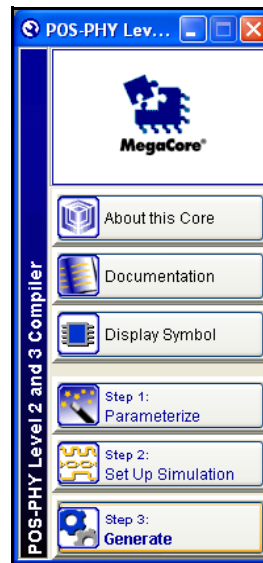 POS-PHY Lev...
MegaCore®
About this Core
Documentation
Display Symbol
Step 1:
Parameterize
Step 2:
Set Up Simulation
Step 3:
Generate
POS-PHY Level 2 and 3 Compiler